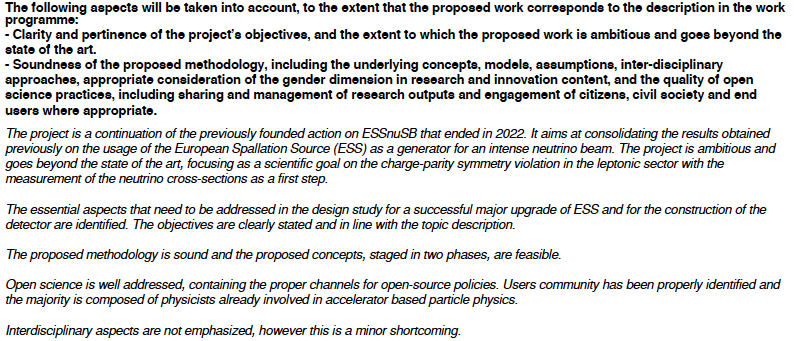 The following aspects will be taken into account, to the extent that the proposed work corresponds to the description in the work
programme:
- Clarity and pertinence of the project's objectives, and the extent to which the proposed work is ambitious and goes beyond the
state of the art.
- Soundness of the proposed methodology, including the underlying concepts, models, assumptions, inter-disciplinary
approaches, appropriate consideration of the gender dimension in research and innovation content, and the quality of open
science practices, including sharing and management of research outputs and engagement of citizens, civil society and end
users where appropriate.
The project is a continuation of the previously founded action on ESSnuSB that ended in 2022. It aims at consolidating the results obtained
previously on the usage of the European Spallation Source (ESS) as a generator for an intense neutrino beam. The project is ambitious and
goes beyond the state of the art, focusing as a scientific goal on the charge-parity symmetry violation in the leptonic sector with the
measurement of the neutrino cross-sections as a first step.
The essential aspects that need to be addressed in the design study for a successful major upgrade of ESS and for the construction of the
detector are identified. The objectives are clearly stated and in line with the topic description.
The proposed methodology is sound and the proposed concepts, staged in two phases, are feasible.
Open science is well addressed, containing the proper channels for open-source policies. Users community has been properly identified and
the majority is composed of physicists already involved in accelerator based particle physics.
Interdisciplinary aspects are not emphasized, however this is a minor shortcoming.